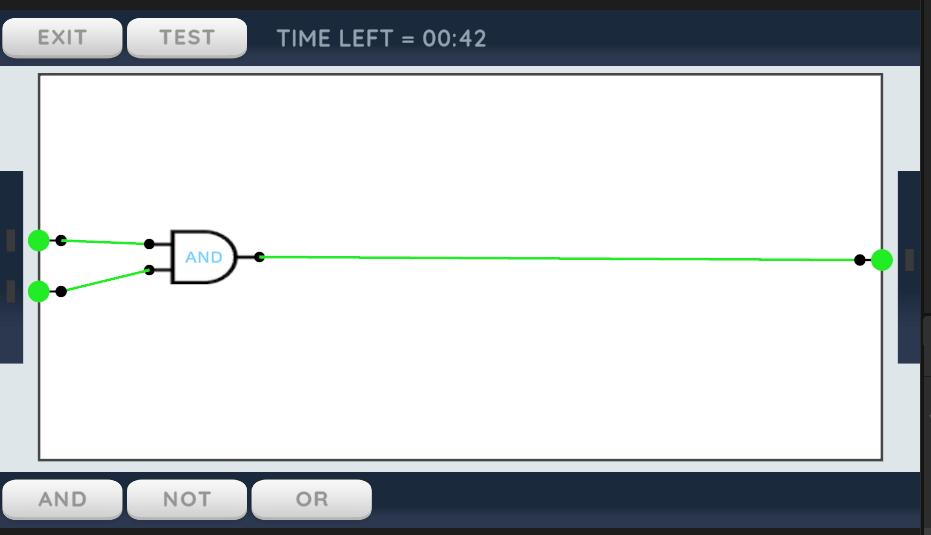 EXIT TEST TIME LEFT = 00:42
AND
AND NOT OR